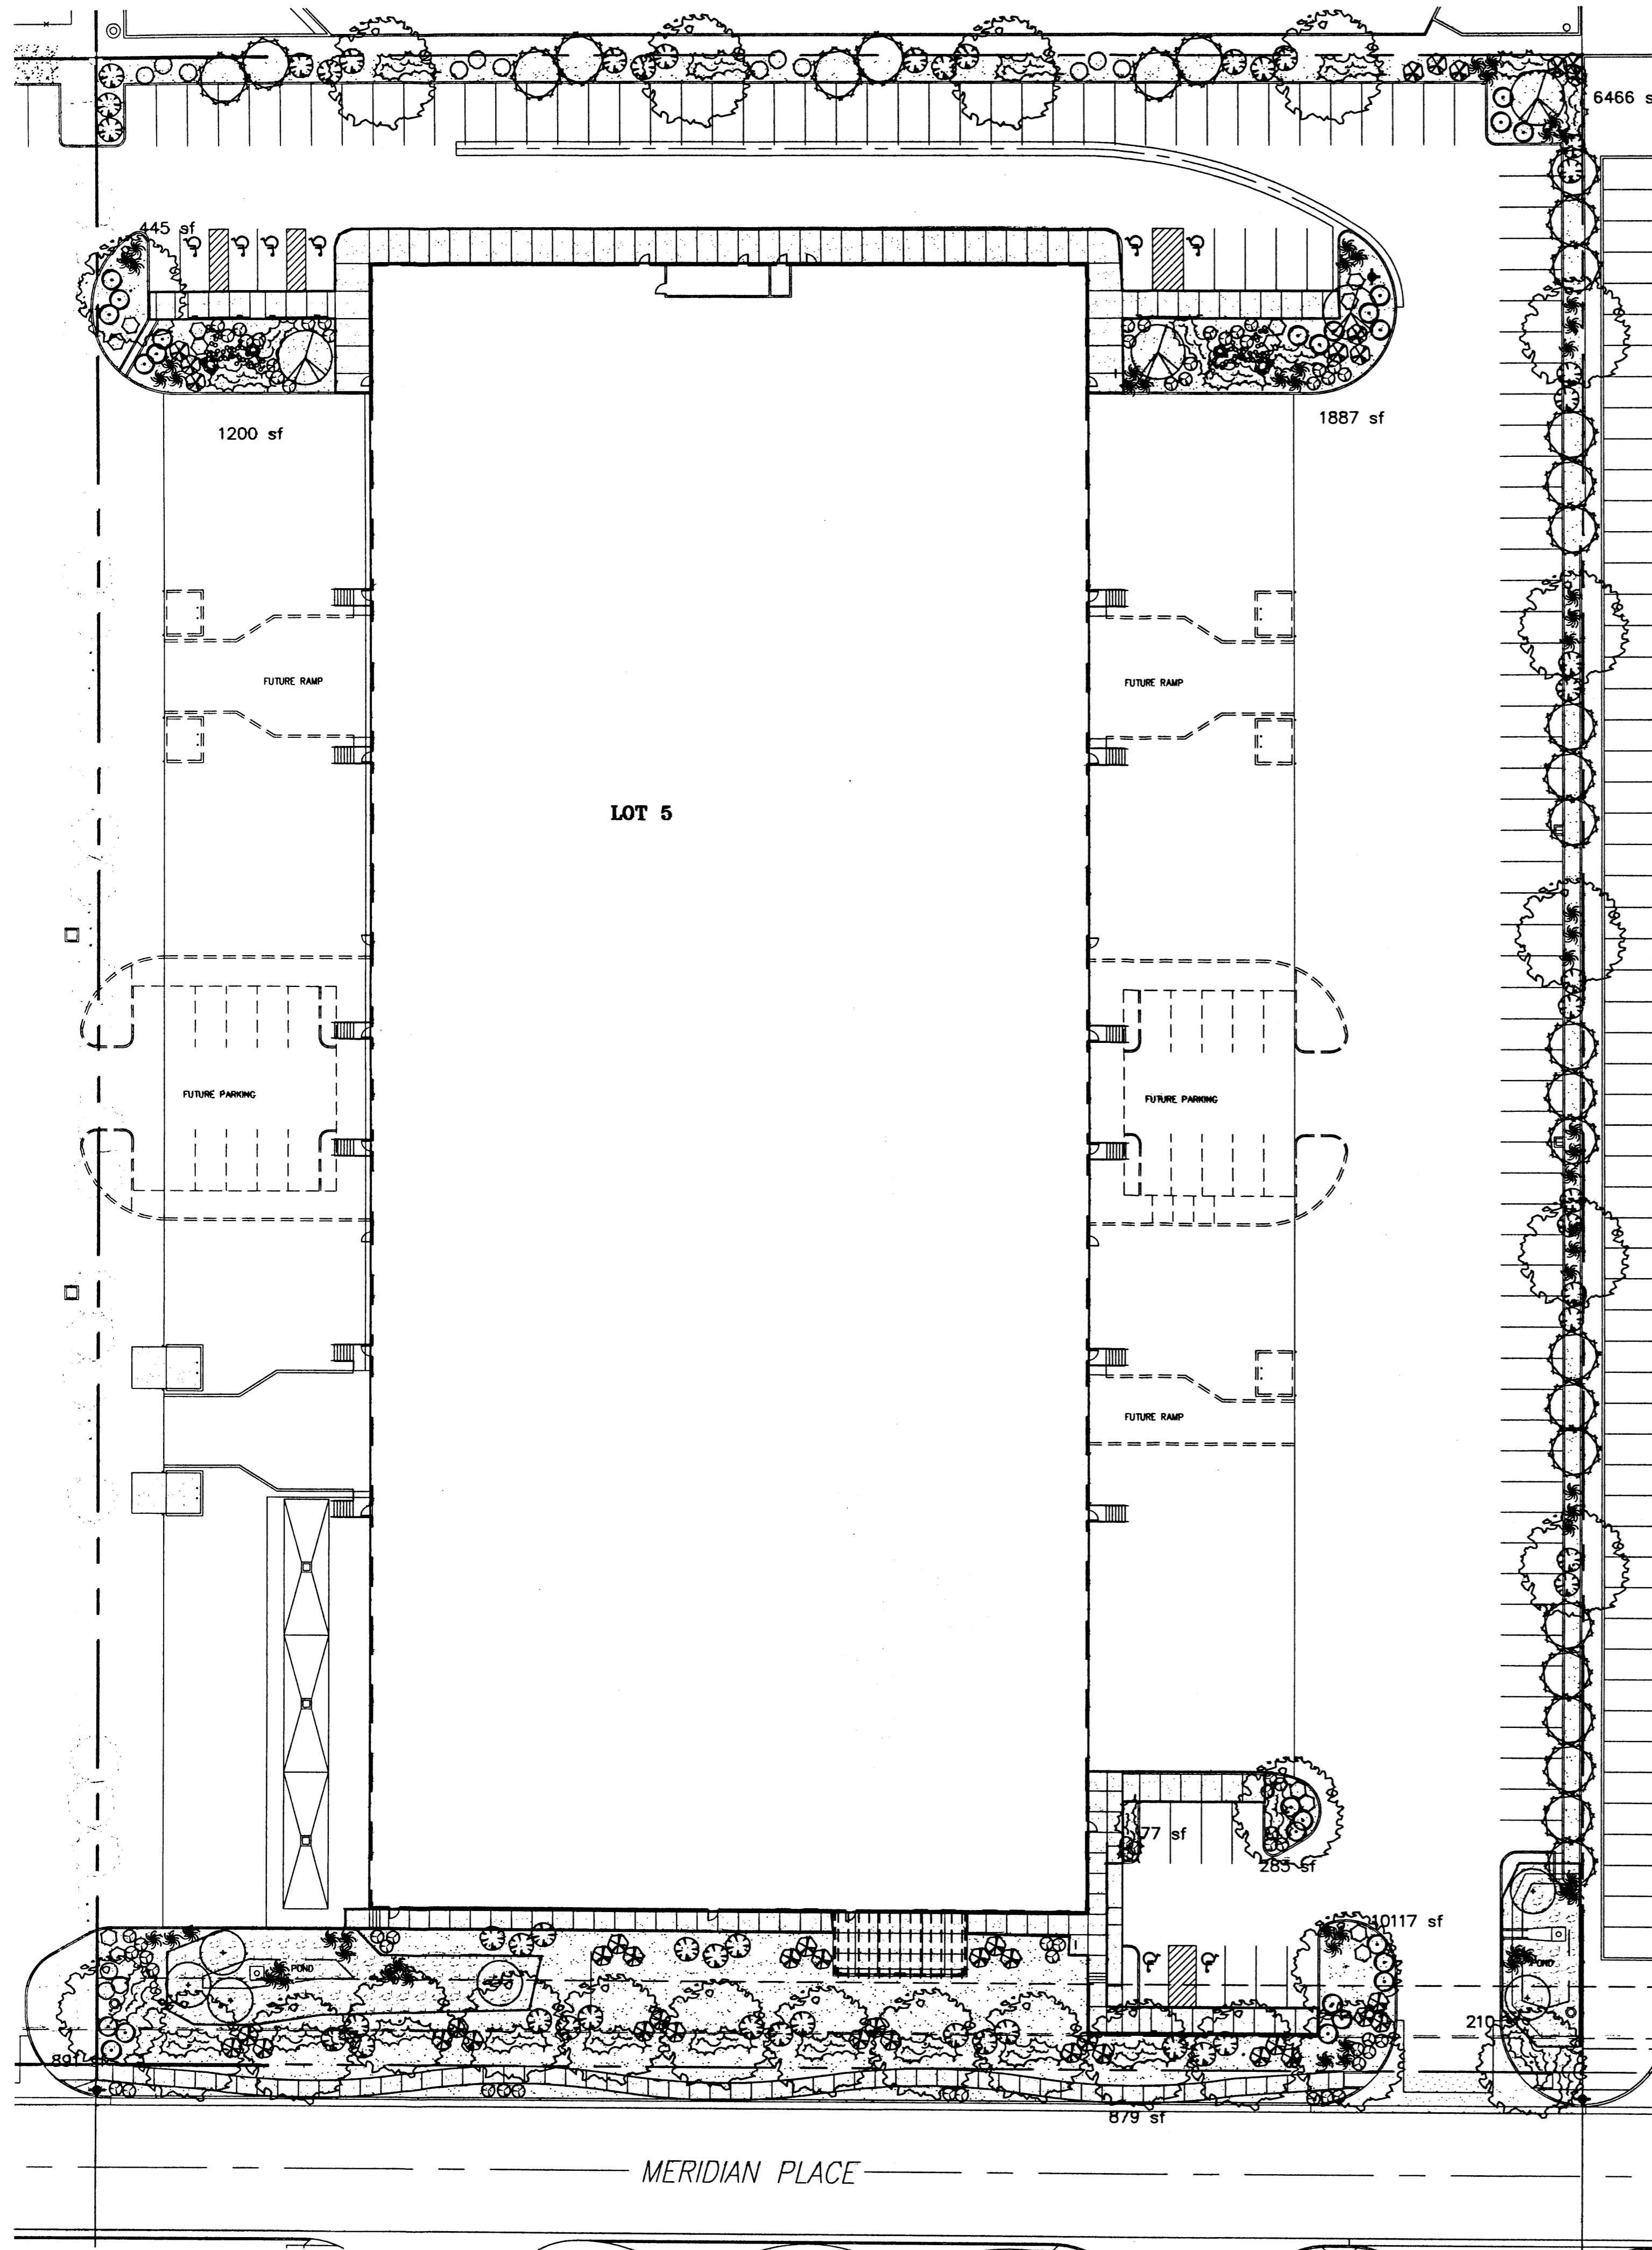 6466 s
445 sf
1887 sf
1200 sf
FUTURE RAMP
FUTURE RAMP
LOT 5
FUTURE PARKING
FUTURE PARKING
FUTURE RAMP
77 sf
283 sf
10117 sf
POND
POND
210
891
879 sf
MERIDIAN PLACE